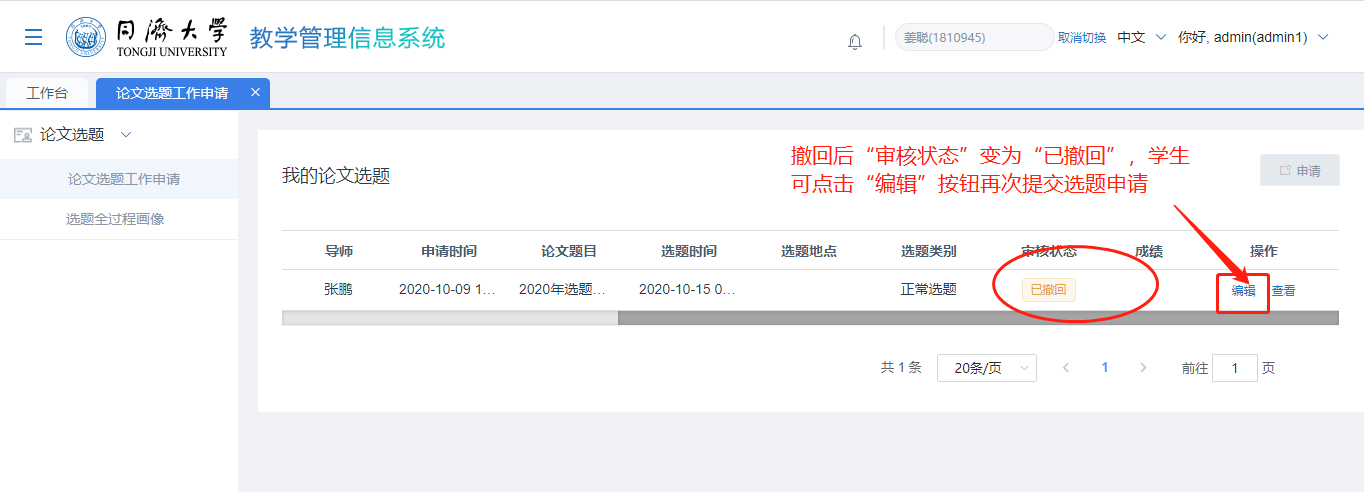 同濟大学
TONGJI UNIVERSITY
教学管理信息系统
姜聪(1810945)
取消切换
中文
你好, admin(admin1)
工作台
论文选题工作申请
论文选题
论文选题工作申请
选题全过程画像
我的论文选题
撤回后“审核状态”变为“已撤回”，学生
可点击“编辑”按钮再次提交选题申请
申请
导师 申请时间 论文题目 选题时间 选题地点 选题类别 审核状态 成绩 操作
张鹏 2020-10-09 1... 2020年选题... 2020-10-15 0... 正常选题 已撤回 编辑 查看
共 1 条 20条/页 1 前往 1 页